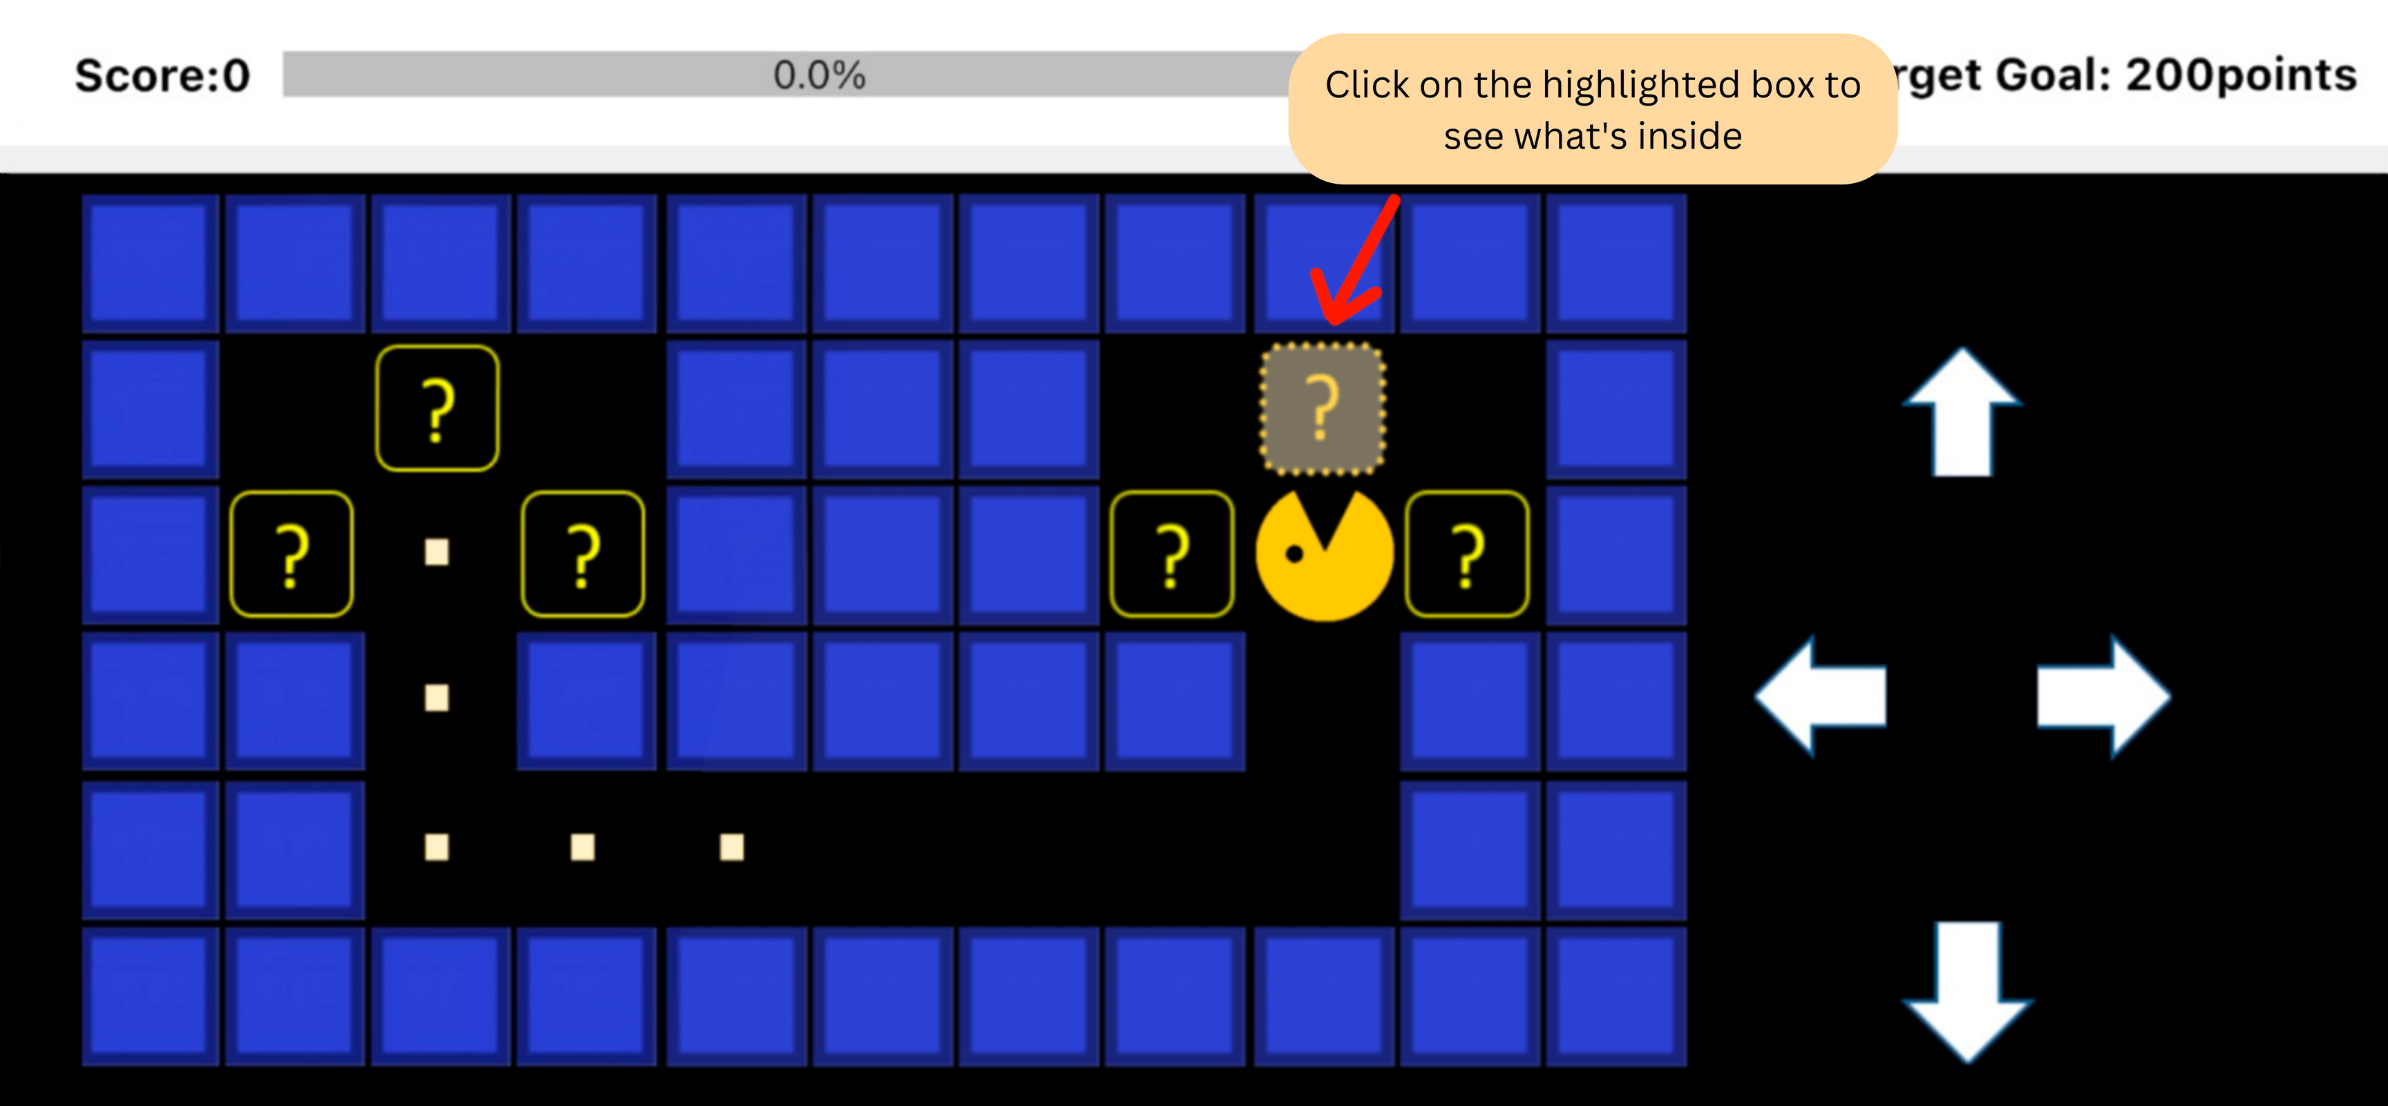 Score:0
0.0%
Click on the highlighted box to
see what's inside
rget Goal: 200points
?
?
?
?
?
?